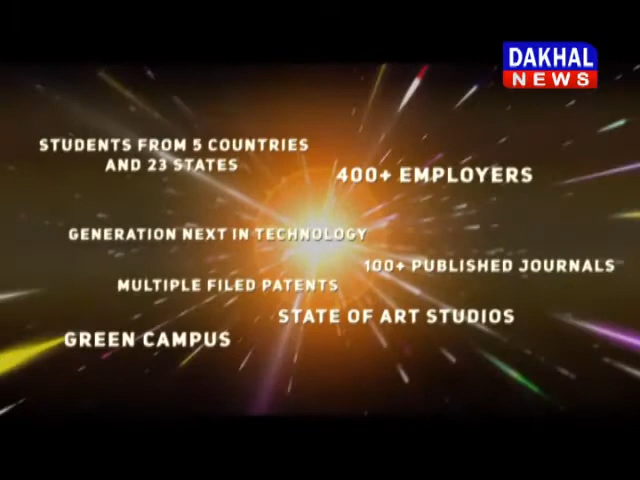 DAKHAL
NEWS
STUDENTS FROM 5 COUNTRIES
AND 23 STATES
400+ EMPLOYERS
GENERATION NEXT IN TECHNOLOGY
100+ PUBLISHED JOURNALS
MULTIPLE FILED PATENTS
STATE OF ART STUDIOS
GREEN CAMPUS